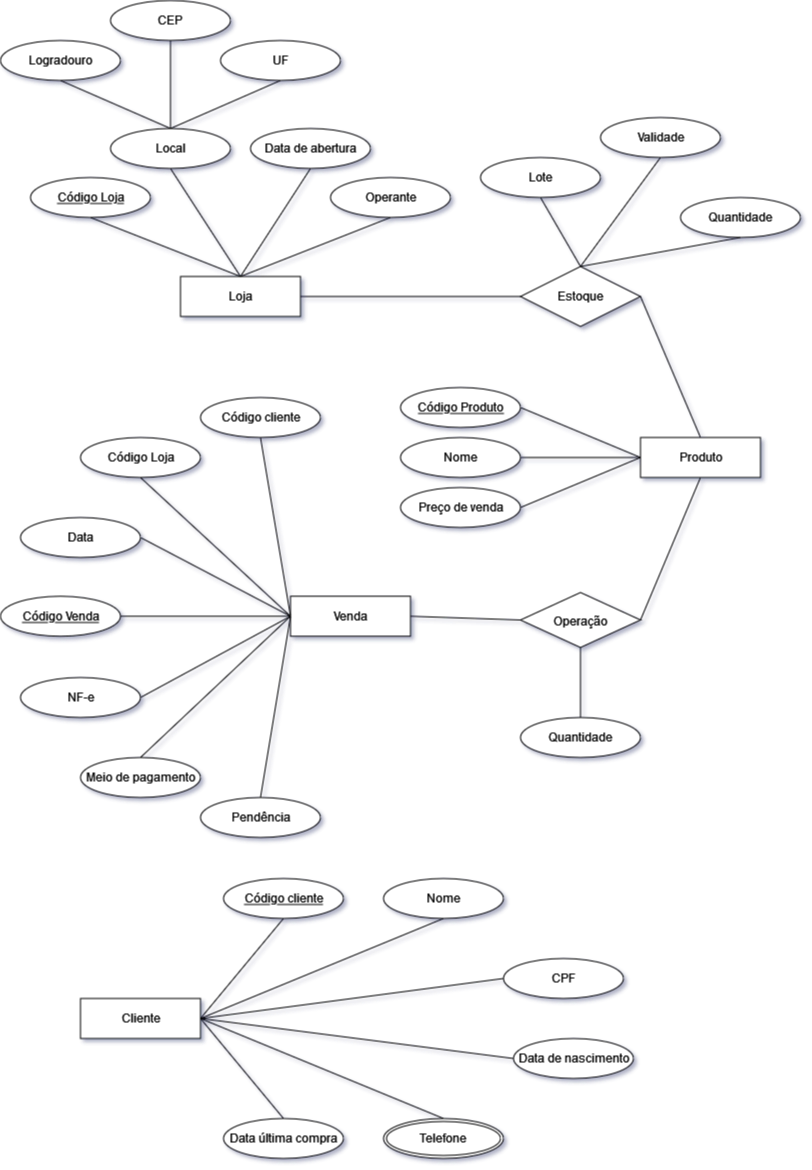 CEP
Logradouro
UF
Local
Data de abertura
Código Loja
Operante
Loja
Validade
Lote
Quantidade
Estoque
Código Produto
Nome
Preço de venda
Produto
Código cliente
Código Loja
Data
Código Venda
NF-e
Meio de pagamento
Pendência
Venda
Operação
Quantidade
Código cliente
Nome
CPF
Cliente
Data de nascimento
Data última compra
Telefone